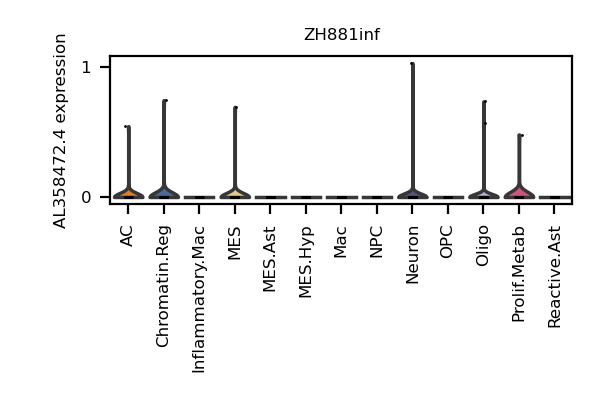 ZH881inf
AL358472.4 expression
1
0
AC
Chromatin.Reg
Inflammatory.Mac
MES
MES.Ast
MES.Hyp
Mac
NPC
Neuron
OPC
Oligo
Prolif.Metab
Reactive.Ast